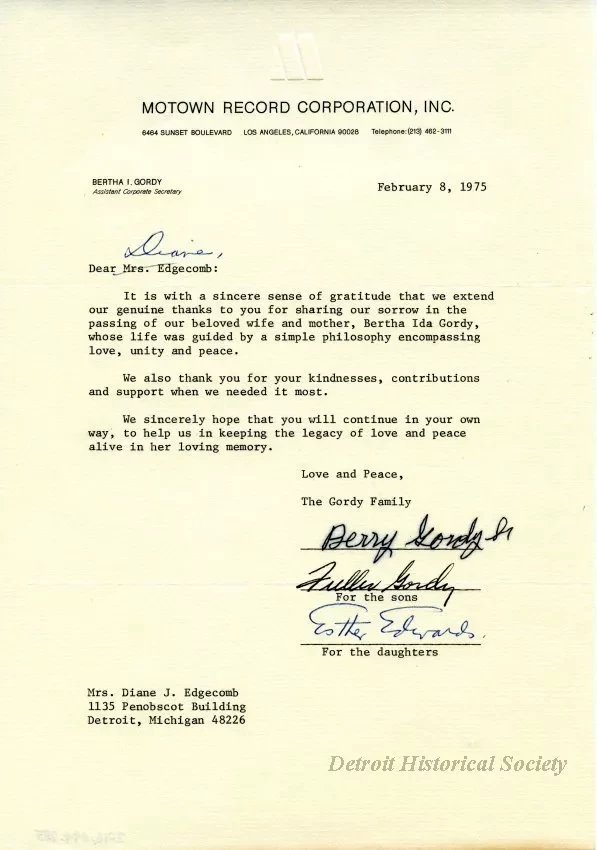 MOTOWN RECORD CORPORATION, INC.
6464 SUNSET BOULEVARD LOS ANGELES, CALIFORNIA 90028 Telephone: (213) 462-3111
BERTHA I. GORDY
Assistant Corporate Secretary
February 8, 1975
Diane,
Dear Mrs. Edgecomb:
It is with a sincere sense of gratitude that we extend
our genuine thanks to you for sharing our sorrow in the
passing of our beloved wife and mother, Bertha Ida Gordy,
whose life was guided by a simple philosophy encompassing
love, unity and peace.
We also thank you for your kindnesses, contributions
and support when we needed it most.
We sincerely hope that you will continue in your own
way, to help us in keeping the legacy of love and peace
alive in her loving memory.
Love and Peace,
The Gordy Family
Berry Gordy Sr
Fuller Gordy
For the sons
Esther Edwards.
For the daughters
Mrs. Diane J. Edgecomb
1135 Penobscot Building
Detroit, Michigan 48226
Detroit Historical Society